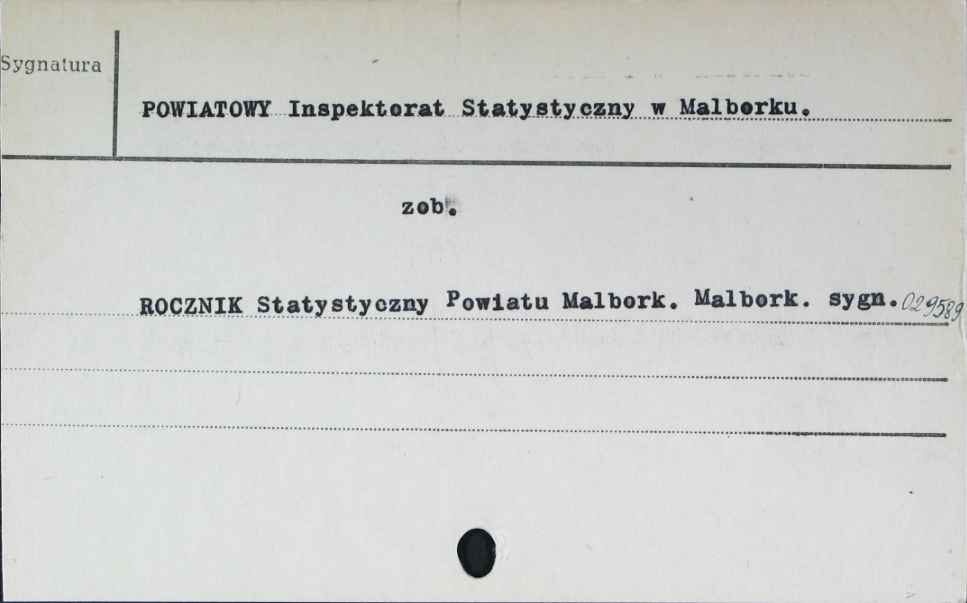 Sygnatura
POWIATOWY Inspektorat Statystyczny w Malborku.
zob.
ROCZNIK Statystyczny Powiatu Malbork. Malbork. sygn. 029589